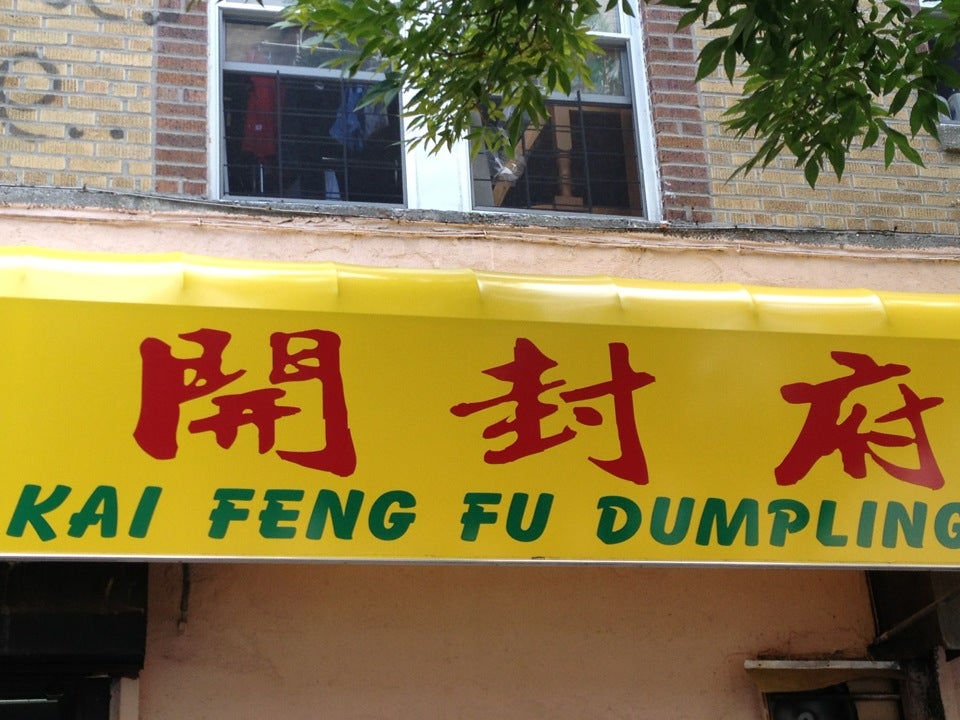 開封府
KAI FENG FU DUMPLING